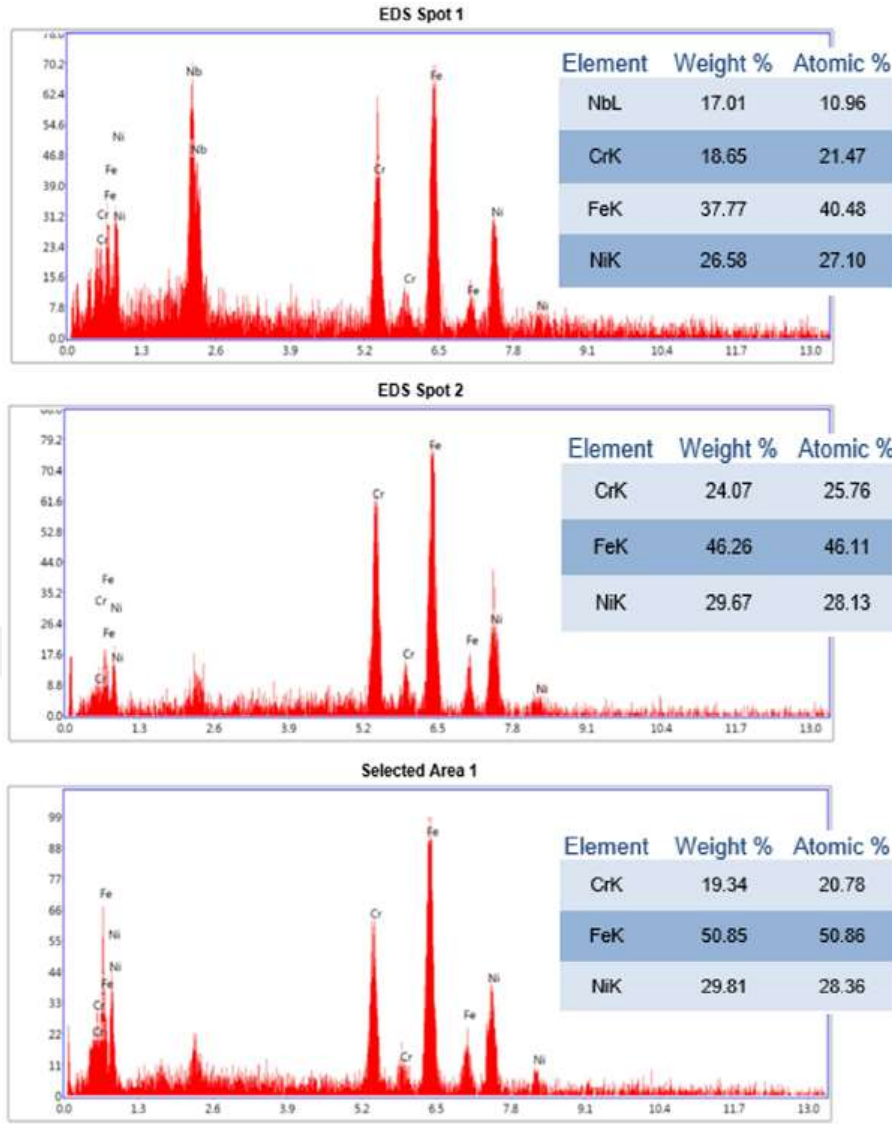 EDS Spot 1
Element Weight % Atomic %
NbL 17.01 10.96
CrK 18.65 21.47
FeK 37.77 40.48
NiK 26.58 27.10
70.2
62.4
54.6
46.8
39.0
31.2
23.4
15.6
7.8
0.0
Ni
Fe
Fe
Cr
Ni
Cr
Nb
Nb
Cr
Cr
Fe
Fe
Ni
Ni
0.0 1.3 2.6 3.9 5.2 6.5 7.8 9.1 10.4 11.7 13.0
EDS Spot 2
Element Weight % Atomic %
CrK 24.07 25.76
FeK 46.26 46.11
NiK 29.67 28.13
79.2
70.4
61.6
52.8
44.0
35.2
26.4
17.6
8.8
0.0
Fe
Cr
Ni
Fe
Ni
Cr
Cr
Cr
Fe
Fe
Ni
Ni
0.0 1.3 2.6 3.9 5.2 6.5 7.8 9.1 10.4 11.7 13.0
Selected Area 1
Element Weight % Atomic %
CrK 19.34 20.78
FeK 50.85 50.86
NiK 29.81 28.36
99
88
77
66
55
44
33
22
11
0.0
Fe
Ni
Ni
Fe
Cr
Cr
Cr
Cr
Fe
Fe
Ni
Ni
0.0 1.3 2.6 3.9 5.2 6.5 7.8 9.1 10.4 11.7 13.0